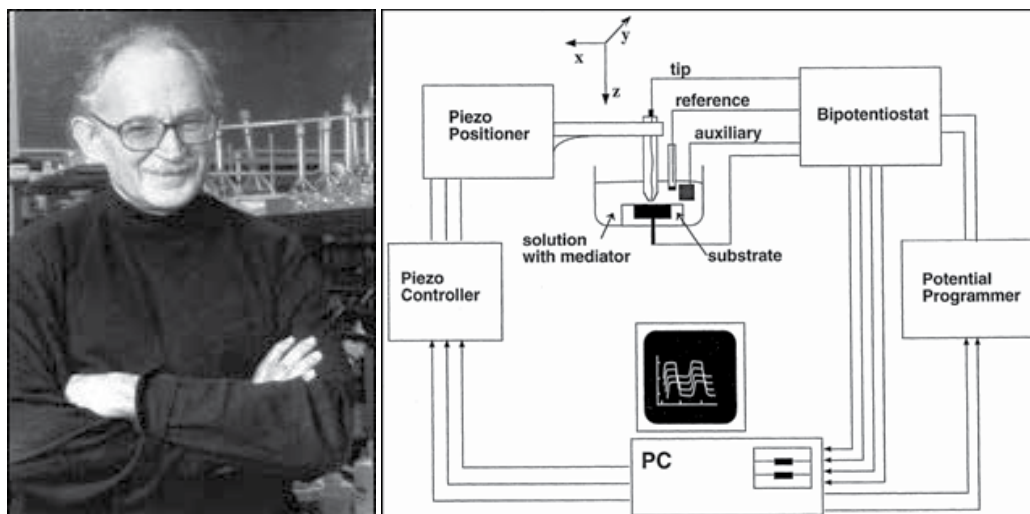 y
x
z
tip
reference
auxiliary
Piezo
Positioner
Bipotentiostat
solution
with mediator
substrate
Piezo
Controller
Potential
Programmer
PC